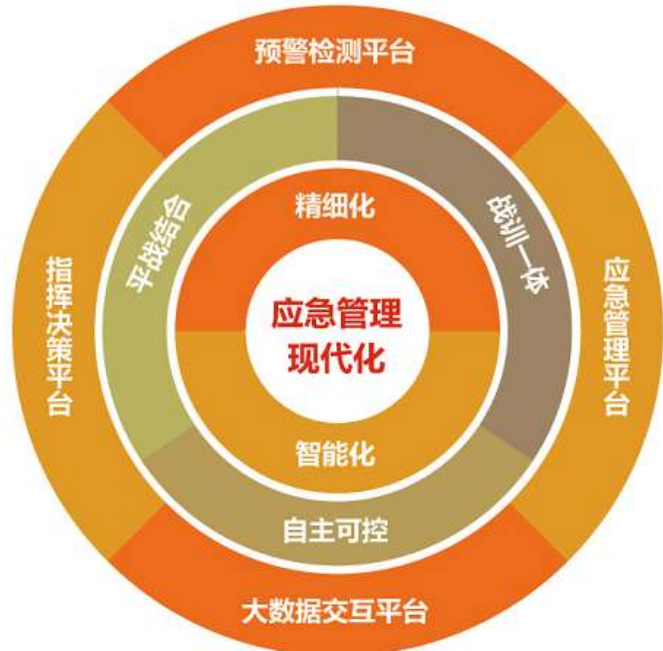 预警检测平台
平战结合
战训一体
精细化
指挥决策平台
应急管理
现代化
应急管理平台
智能化
自主可控
大数据交互平台